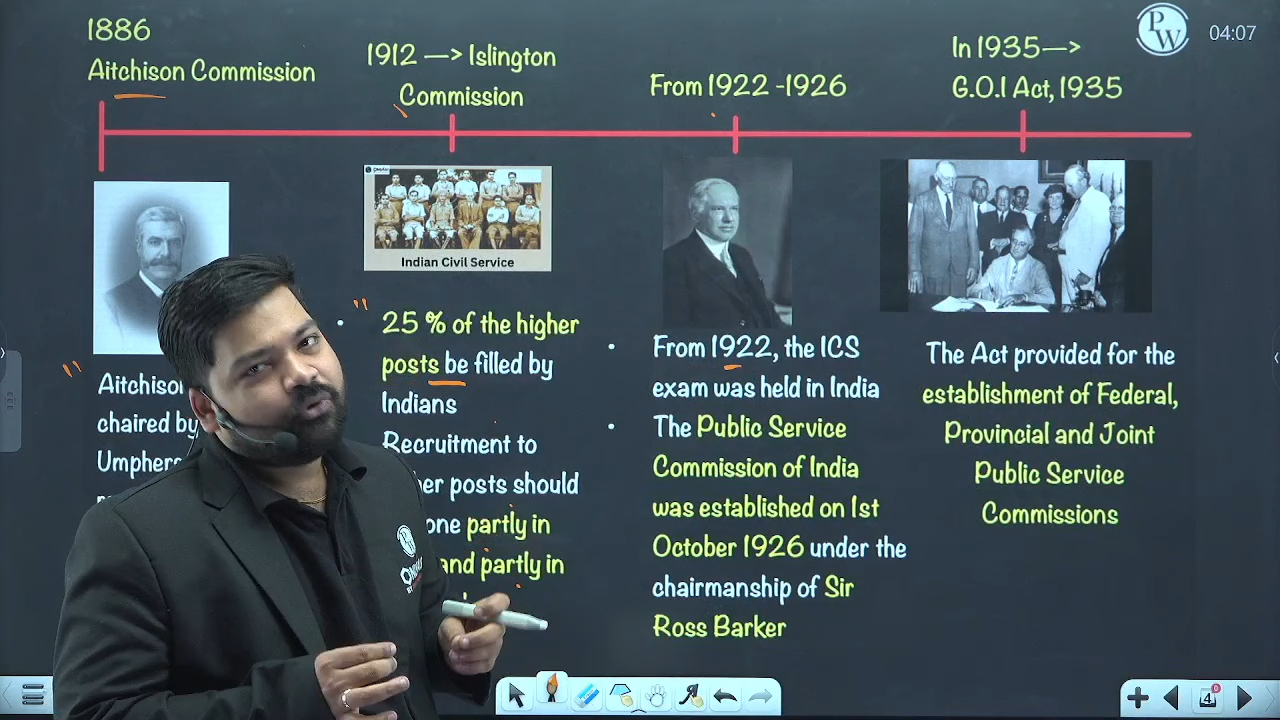 1886
Aitchison Commission
1912 —> Islington
Commission
From 1922 -1926
In 1935—>
G.O.I Act, 1935
PW
04:07
Indian Civil Service
25 % of the higher
posts be filled by
Indians
Recruitment to
posts should
partly in
and partly in
chaired by
From 1922, the ICS
exam was held in India
The Public Service
Commission of India
was established on 1st
October 1926 under the
chairmanship of Sir
Ross Barker
The Act provided for the
establishment of Federal,
Provincial and Joint
Public Service
Commissions
4